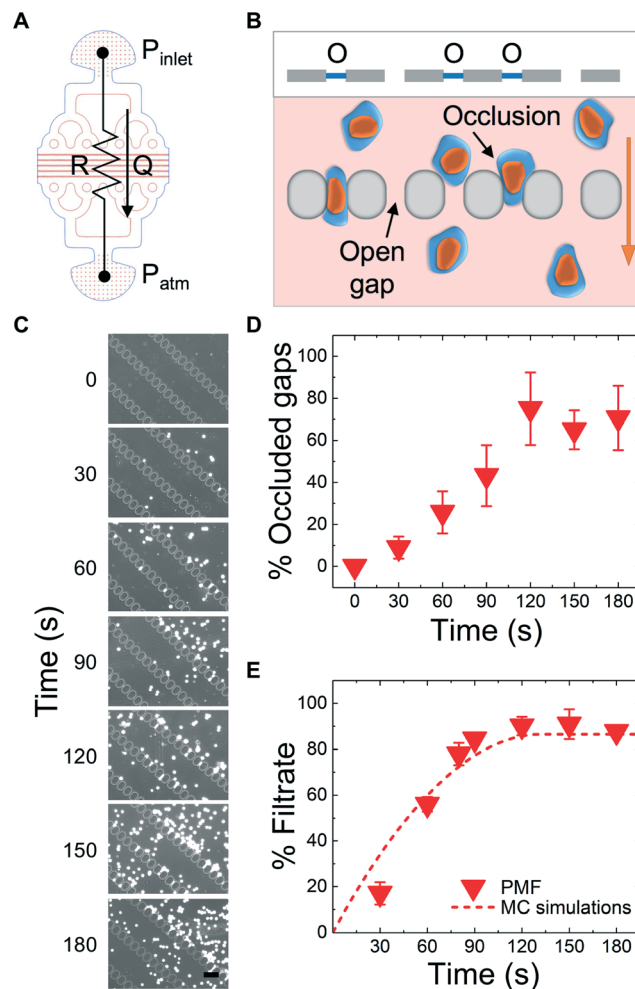 A
P inlet
R
Q
P atm
B
O O O
Occlusion
Open
gap
C
Time (s)
0
30
60
90
120
150
180
D
% Occluded gaps
100
80
60
40
20
0
0 30 60 90 120 150 180
Time (s)
E
% Filtrate
100
80
60
40
20
0
PMF
MC simulations
30 60 90 120 150 180
Time (s)